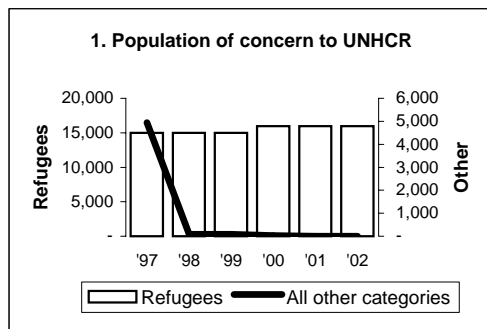 1. Population of concern to UNHCR
Refugees
20,000
15,000
10,000
5,000
-
6,000
5,000
4,000
3,000
2,000
1,000
-
Other
'97 '98 '99 '00 '01 '02
Refugees All other categories